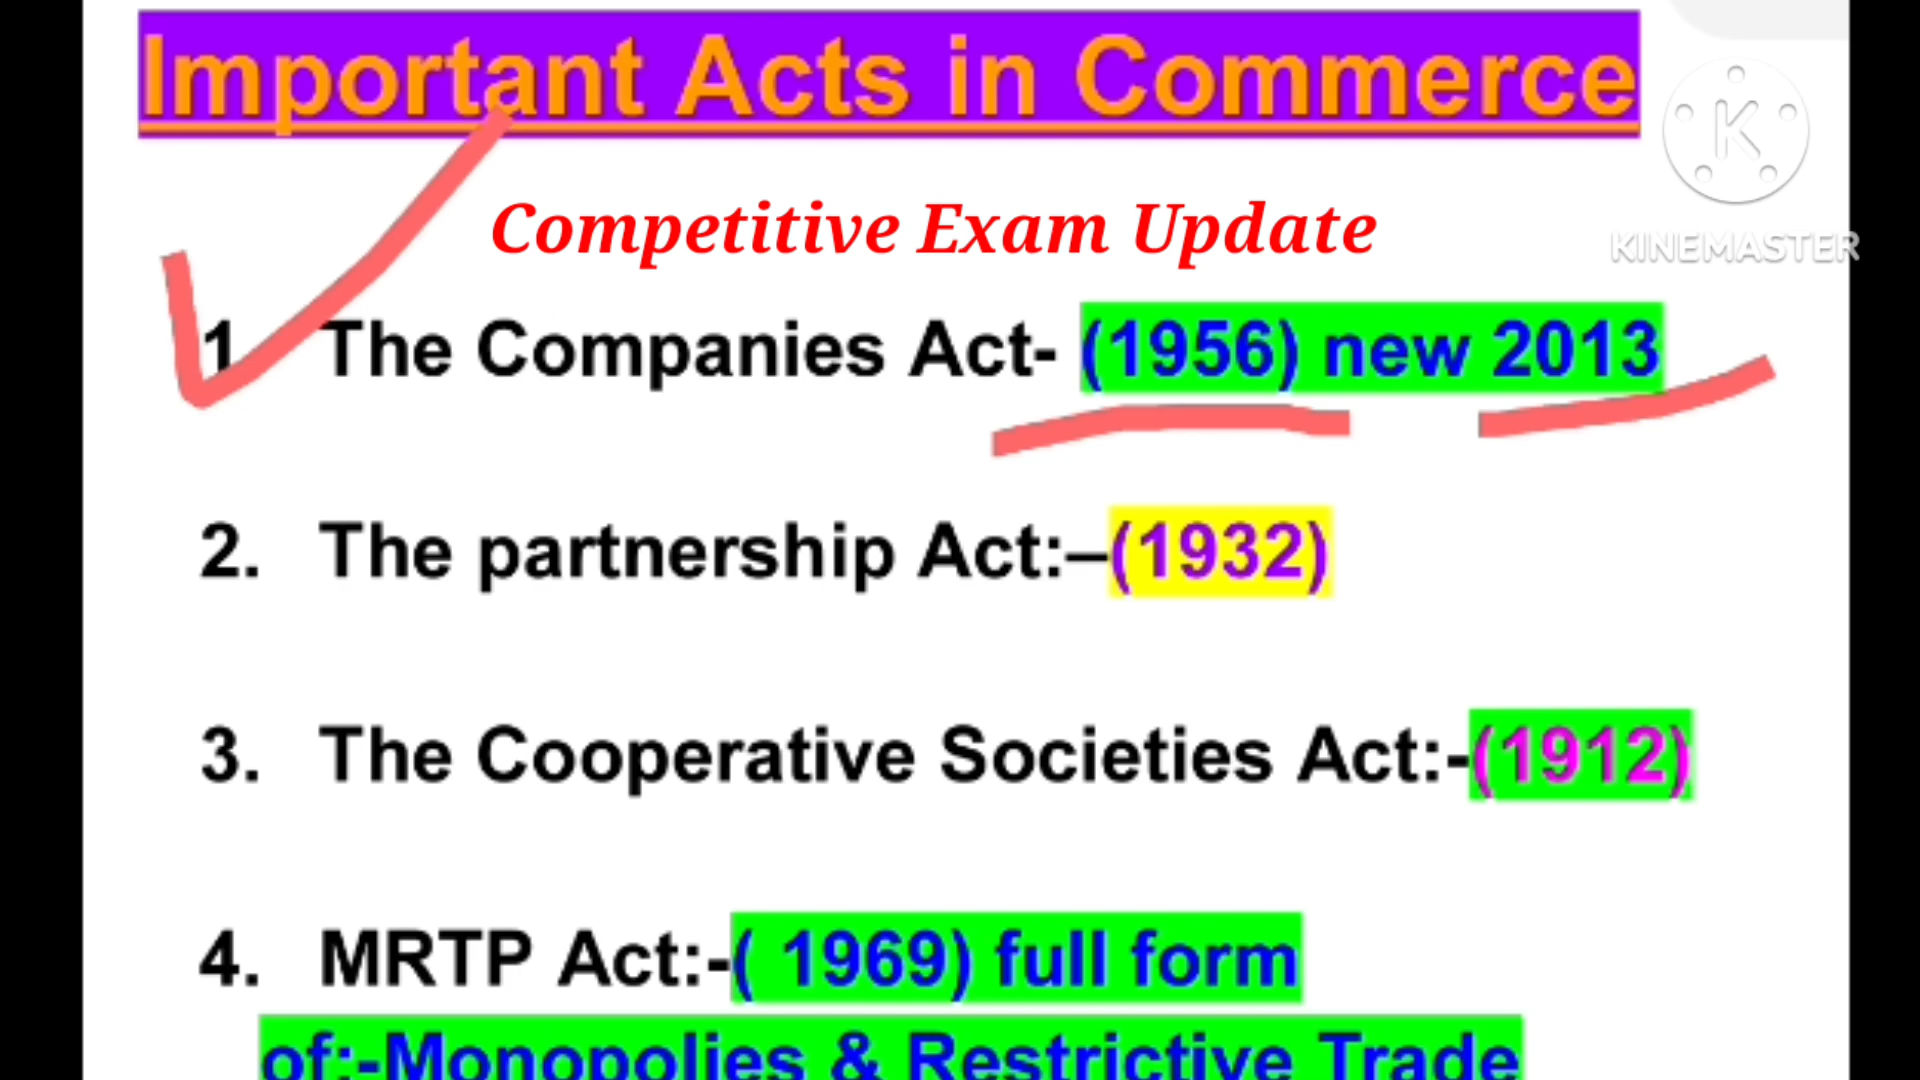 Important Acts in Commerce
K
KINEMASTER
Competitive Exam Update
1 The Companies Act- (1956) new 2013
2. The partnership Act:–(1932)
3. The Cooperative Societies Act:-(1912)
4. MRTP Act:-( 1969) full form
of:-Monopolies & Restrictive Trade